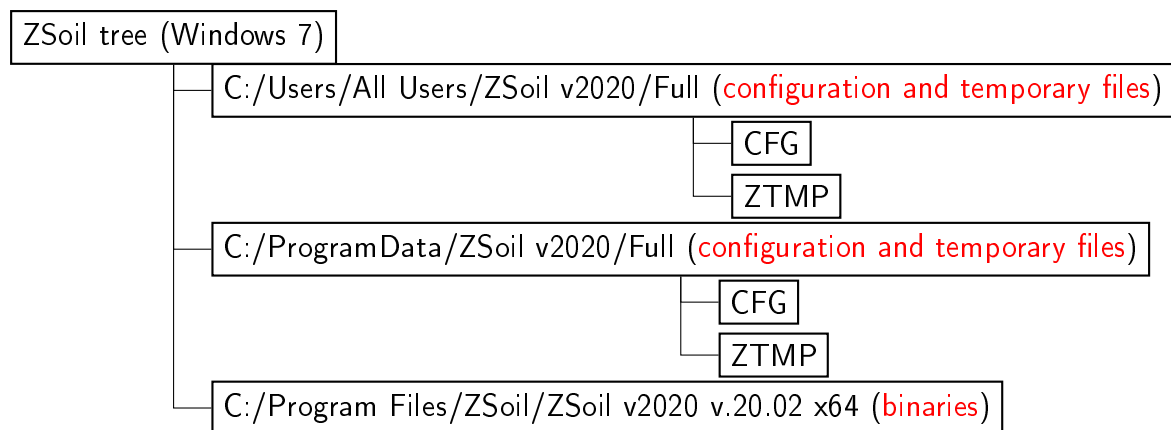 ZSoil tree (Windows 7)
C:/Users/All Users/ZSoil v2020/Full (configuration and temporary files)
CFG
ZTMP
C:/ProgramData/ZSoil v2020/Full (configuration and temporary files)
CFG
ZTMP
C:/Program Files/ZSoil/ZSoil v2020 v.20.02 x64 (binaries)